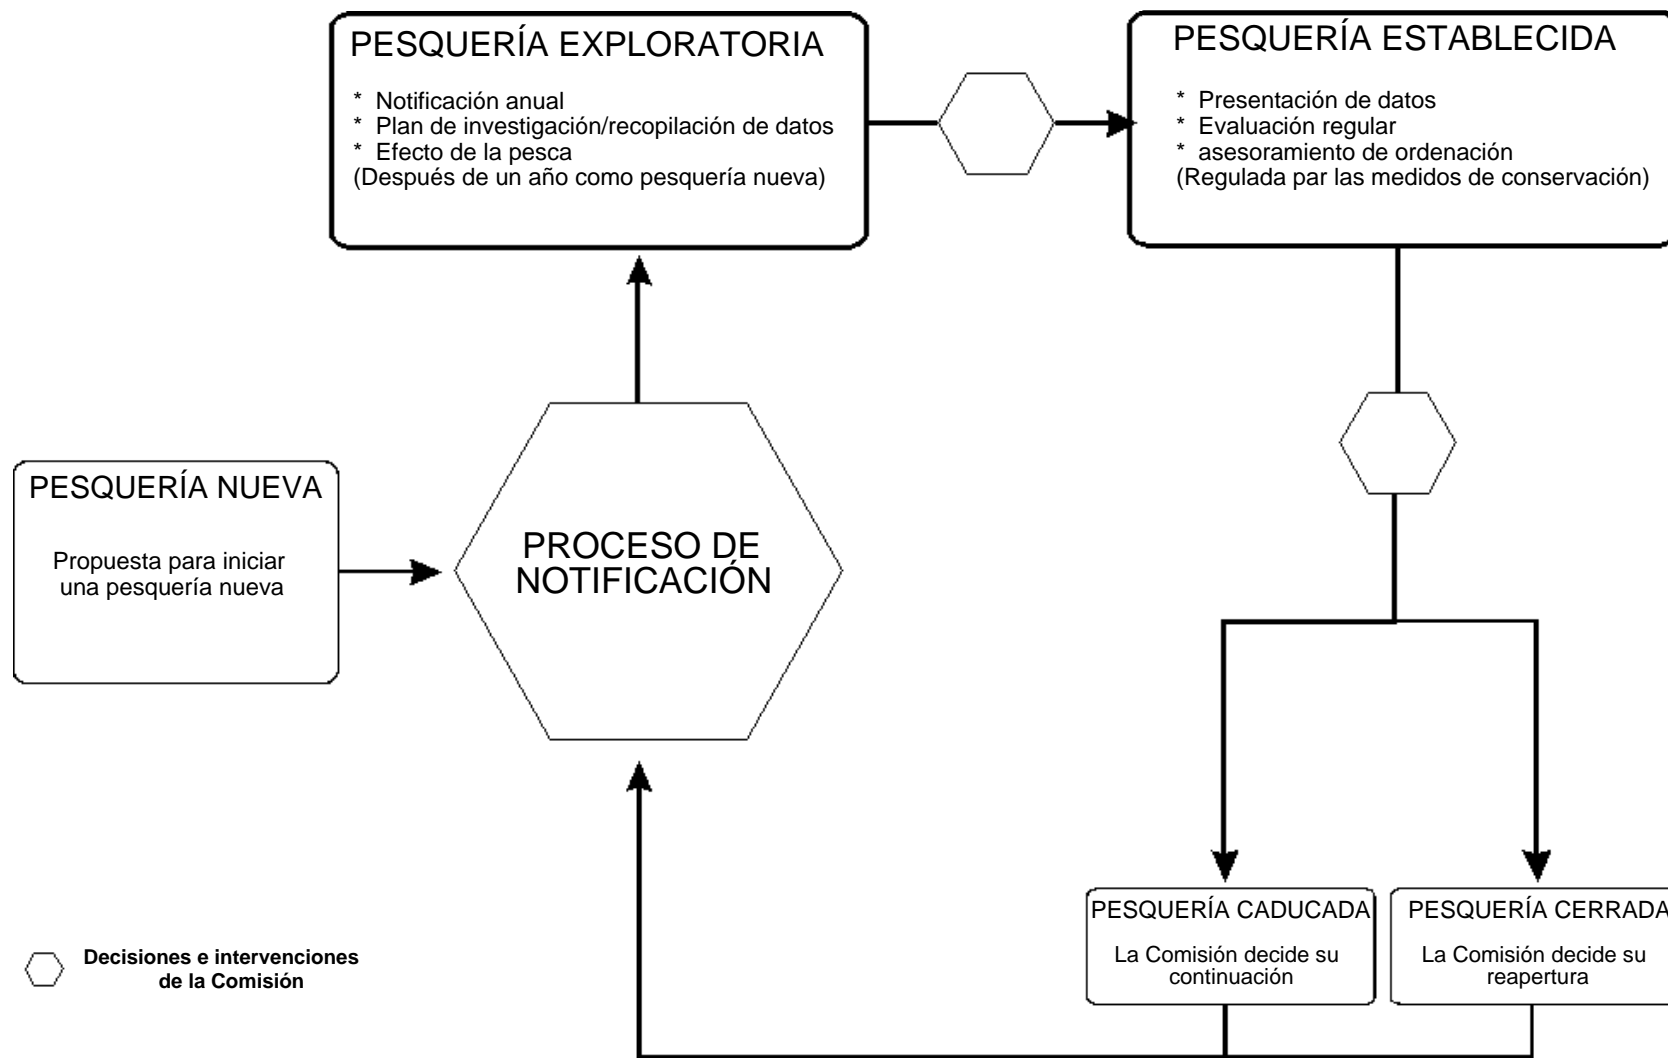 PESQUERÍA EXPLORATORIA
* Notificación anual
* Plan de investigación/recopilación de datos
* Efecto de la pesca
(Después de un año como pesquería nueva)
PESQUERÍA ESTABLECIDA
* Presentación de datos
* Evaluación regular
* asesoramiento de ordenación
(Regulada par las medidos de conservación)
PESQUERÍA NUEVA
Propuesta para iniciar
una pesquería nueva
PROCESO DE
NOTIFICACIÓN
PESQUERÍA CADUCADA
La Comisión decide su
continuación
PESQUERÍA CERRADA
La Comisión decide su
reapertura
Decisiones e intervenciones
de la Comisión